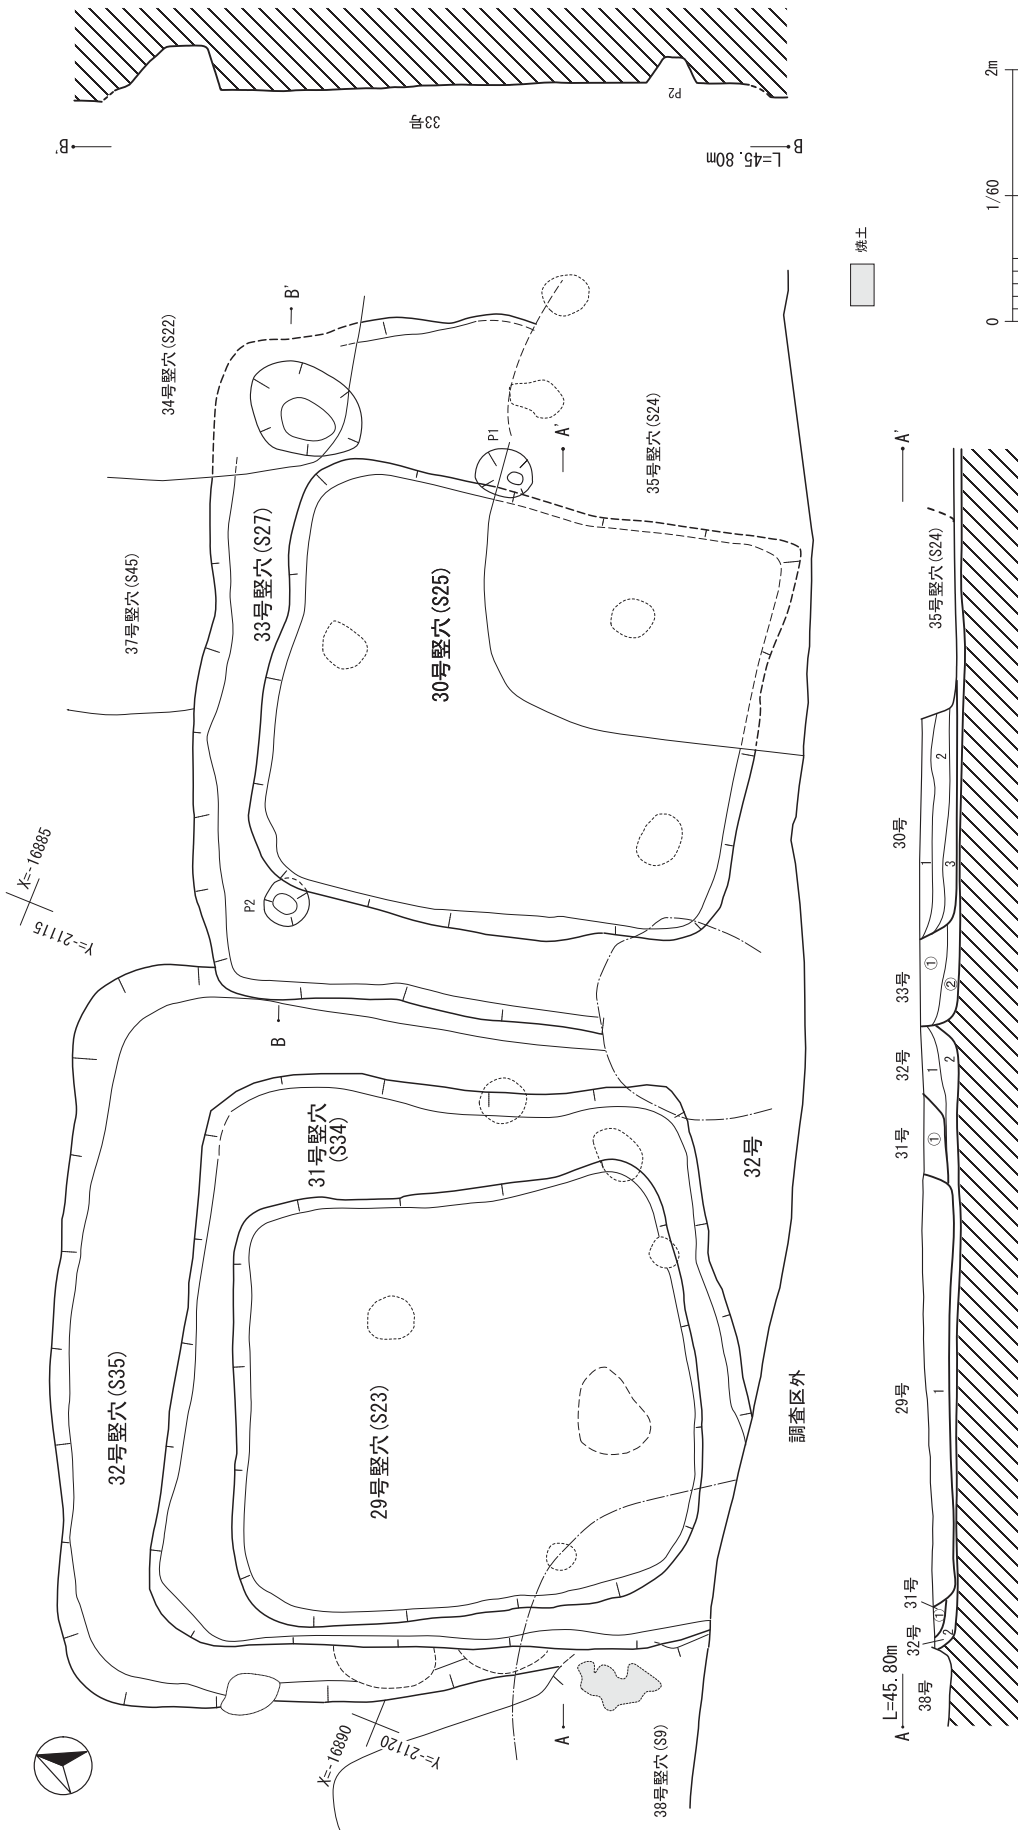 B'
33号
P2
B
L=45.80m
2m
1/60
0
焼土
34号竪穴(S22)
B'
37号竪穴(S45)
33号竪穴(S27)
P1
A'
35号竪穴(S24)
30号竪穴(S25)
X=-16885
Y=-21115
P2
B
31号竪穴
(S34)
32号
32号竪穴(S35)
29号竪穴(S23)
調査区外
X=-16890
Y=-21120
A
38号竪穴(S9)
A'
35号竪穴(S24)
30号
1
2
3
33号
①
②
32号
1
2
31号
①
29号
1
31号
①
32号
2
38号
A
L=45.80m